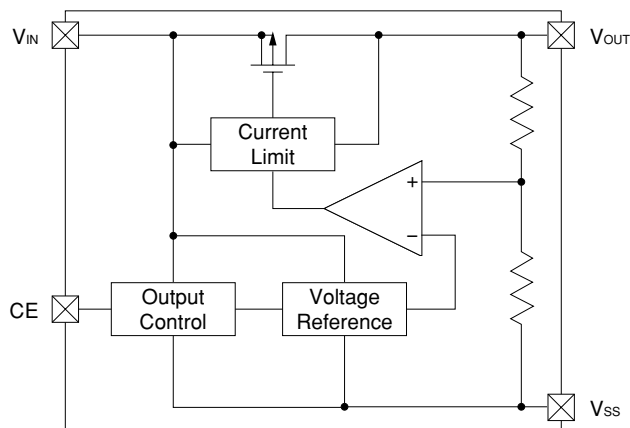 VIN
VOUT
Current
Limit
+
−
CE
Output
Control
Voltage
Reference
VSS